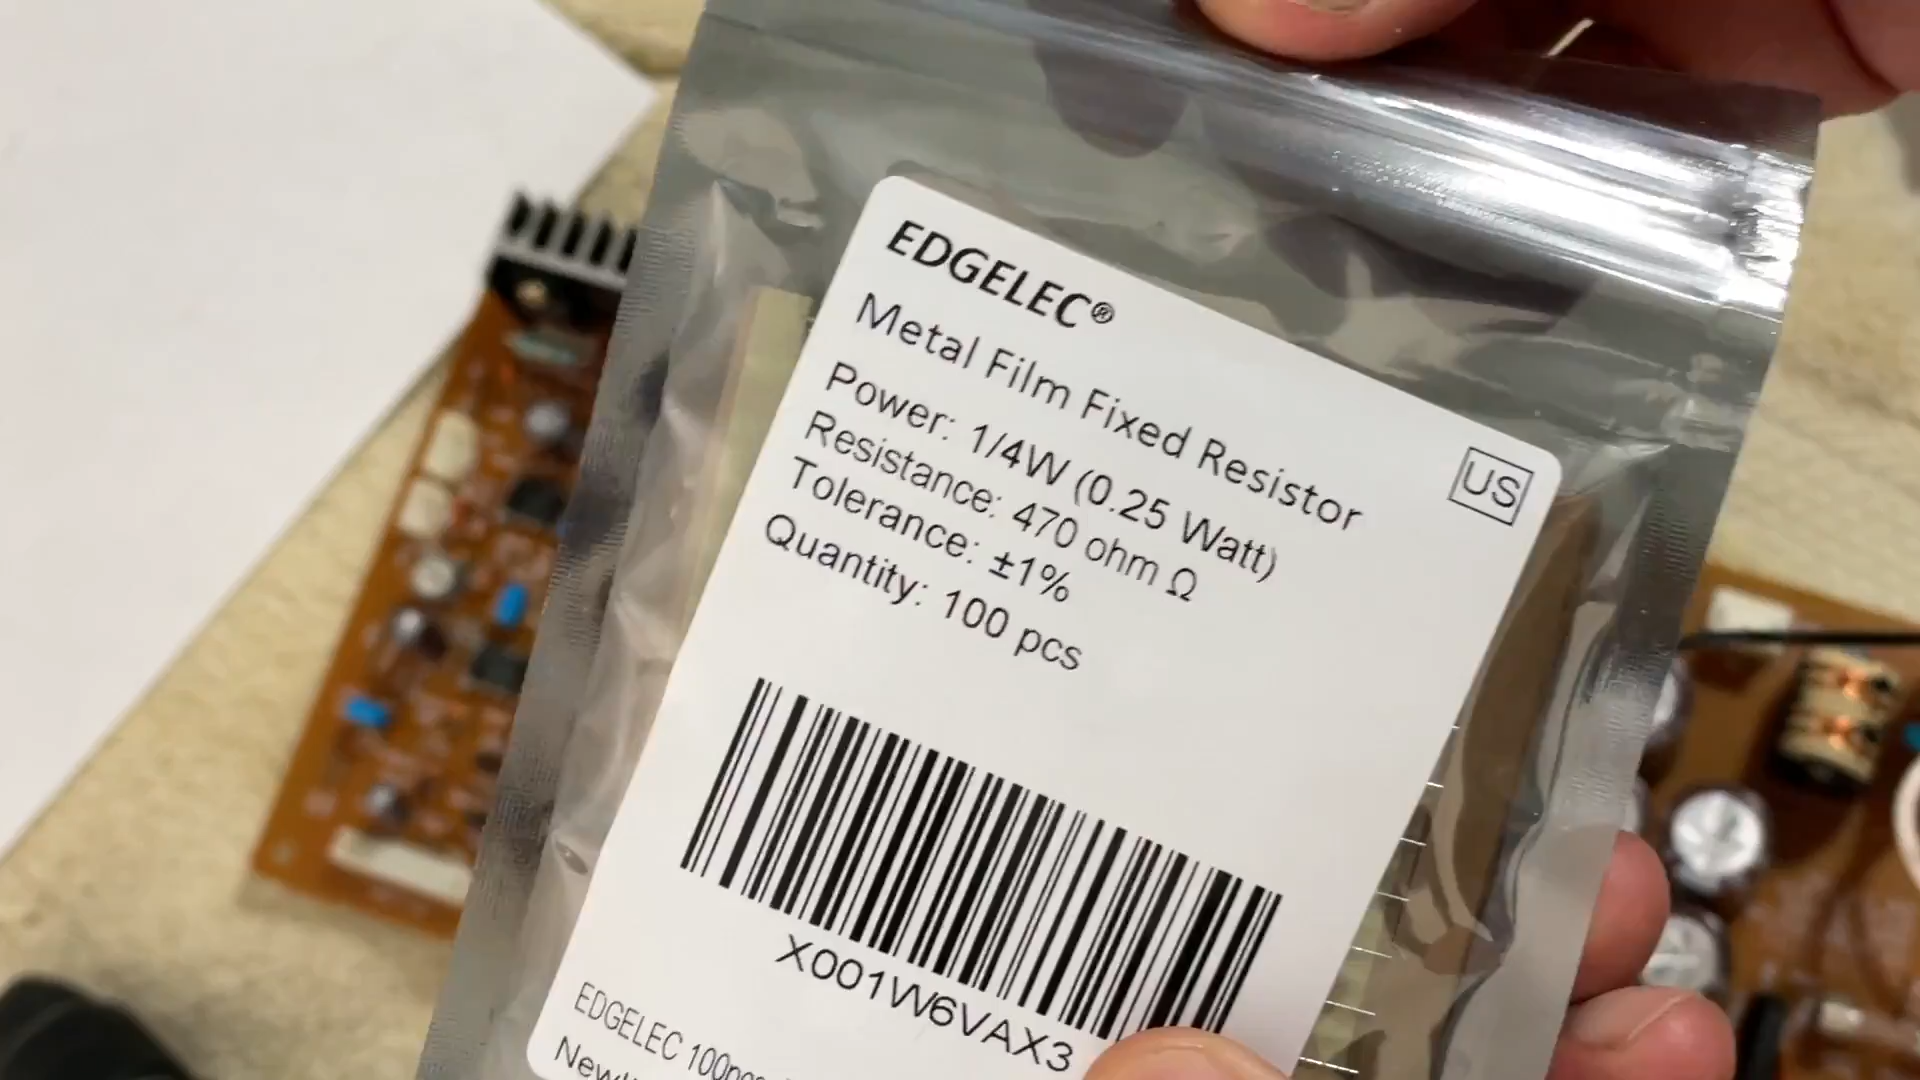 EDGELEC®
Metal Film Fixed Resistor
US
Power: 1/4W (0.25 Watt)
Resistance: 470 ohm Ω
Tolerance: ±1%
Quantity: 100 pcs
X001W6VAX3
EDGELEC